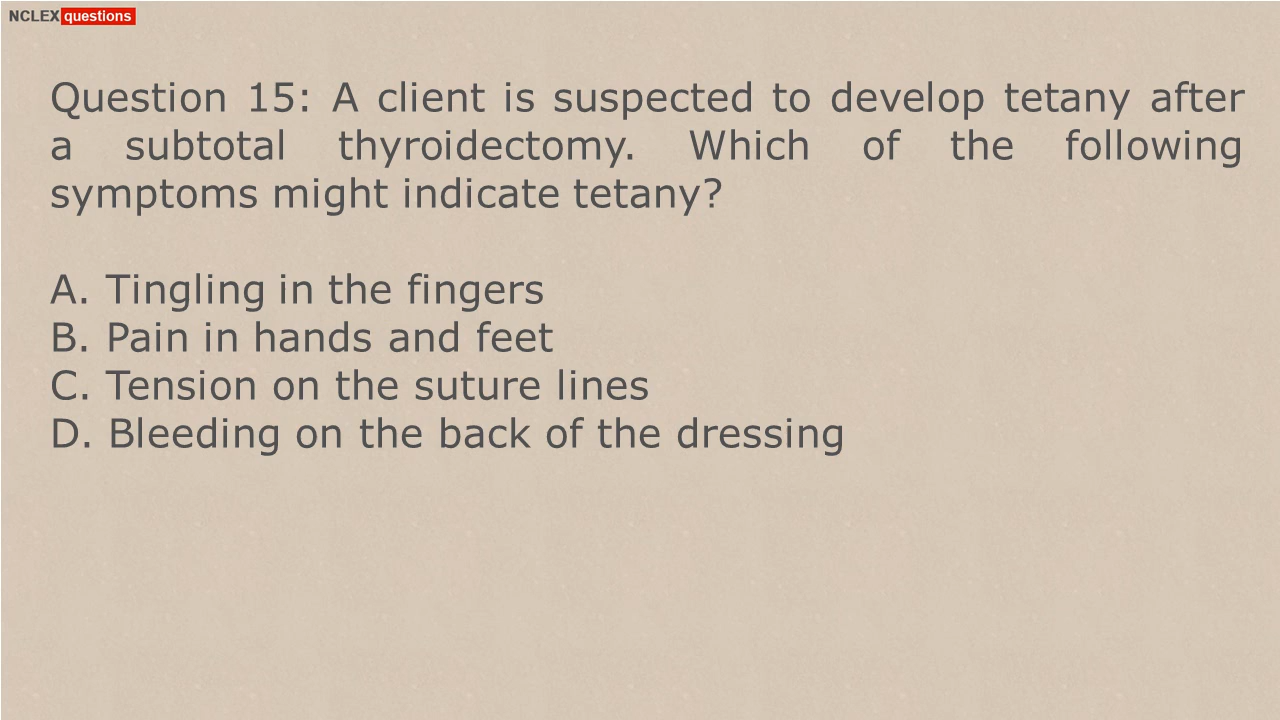 NCLEX questions
Question 15: A client is suspected to develop tetany after
a subtotal thyroidectomy. Which of the following
symptoms might indicate tetany?
A. Tingling in the fingers
B. Pain in hands and feet
C. Tension on the suture lines
D. Bleeding on the back of the dressing